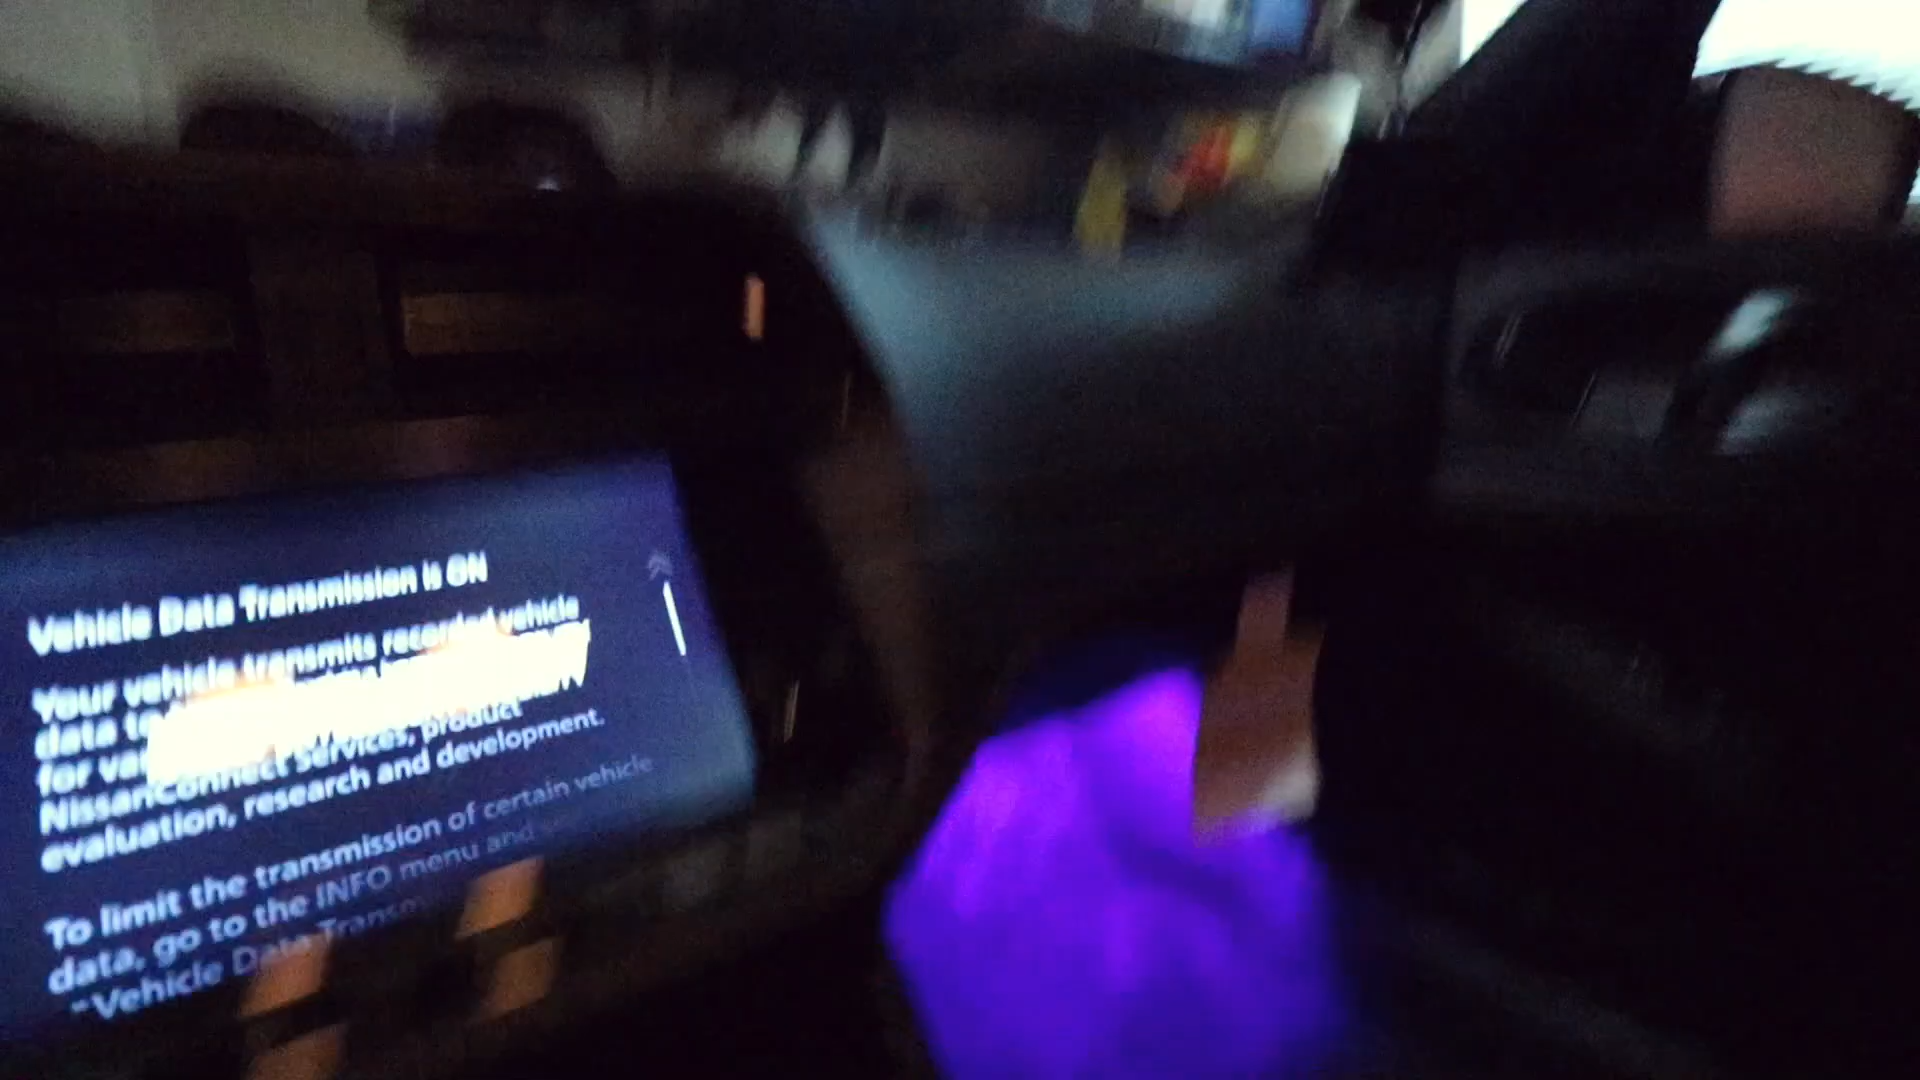 Vehicle Data Transmission is ON
Your vehicle transmits recorded vehicle
data to
for
NissanConnect services, product
evaluation, research and development.
To limit the transmission of certain vehicle
data, go to the INFO menu and
"Vehicle Data